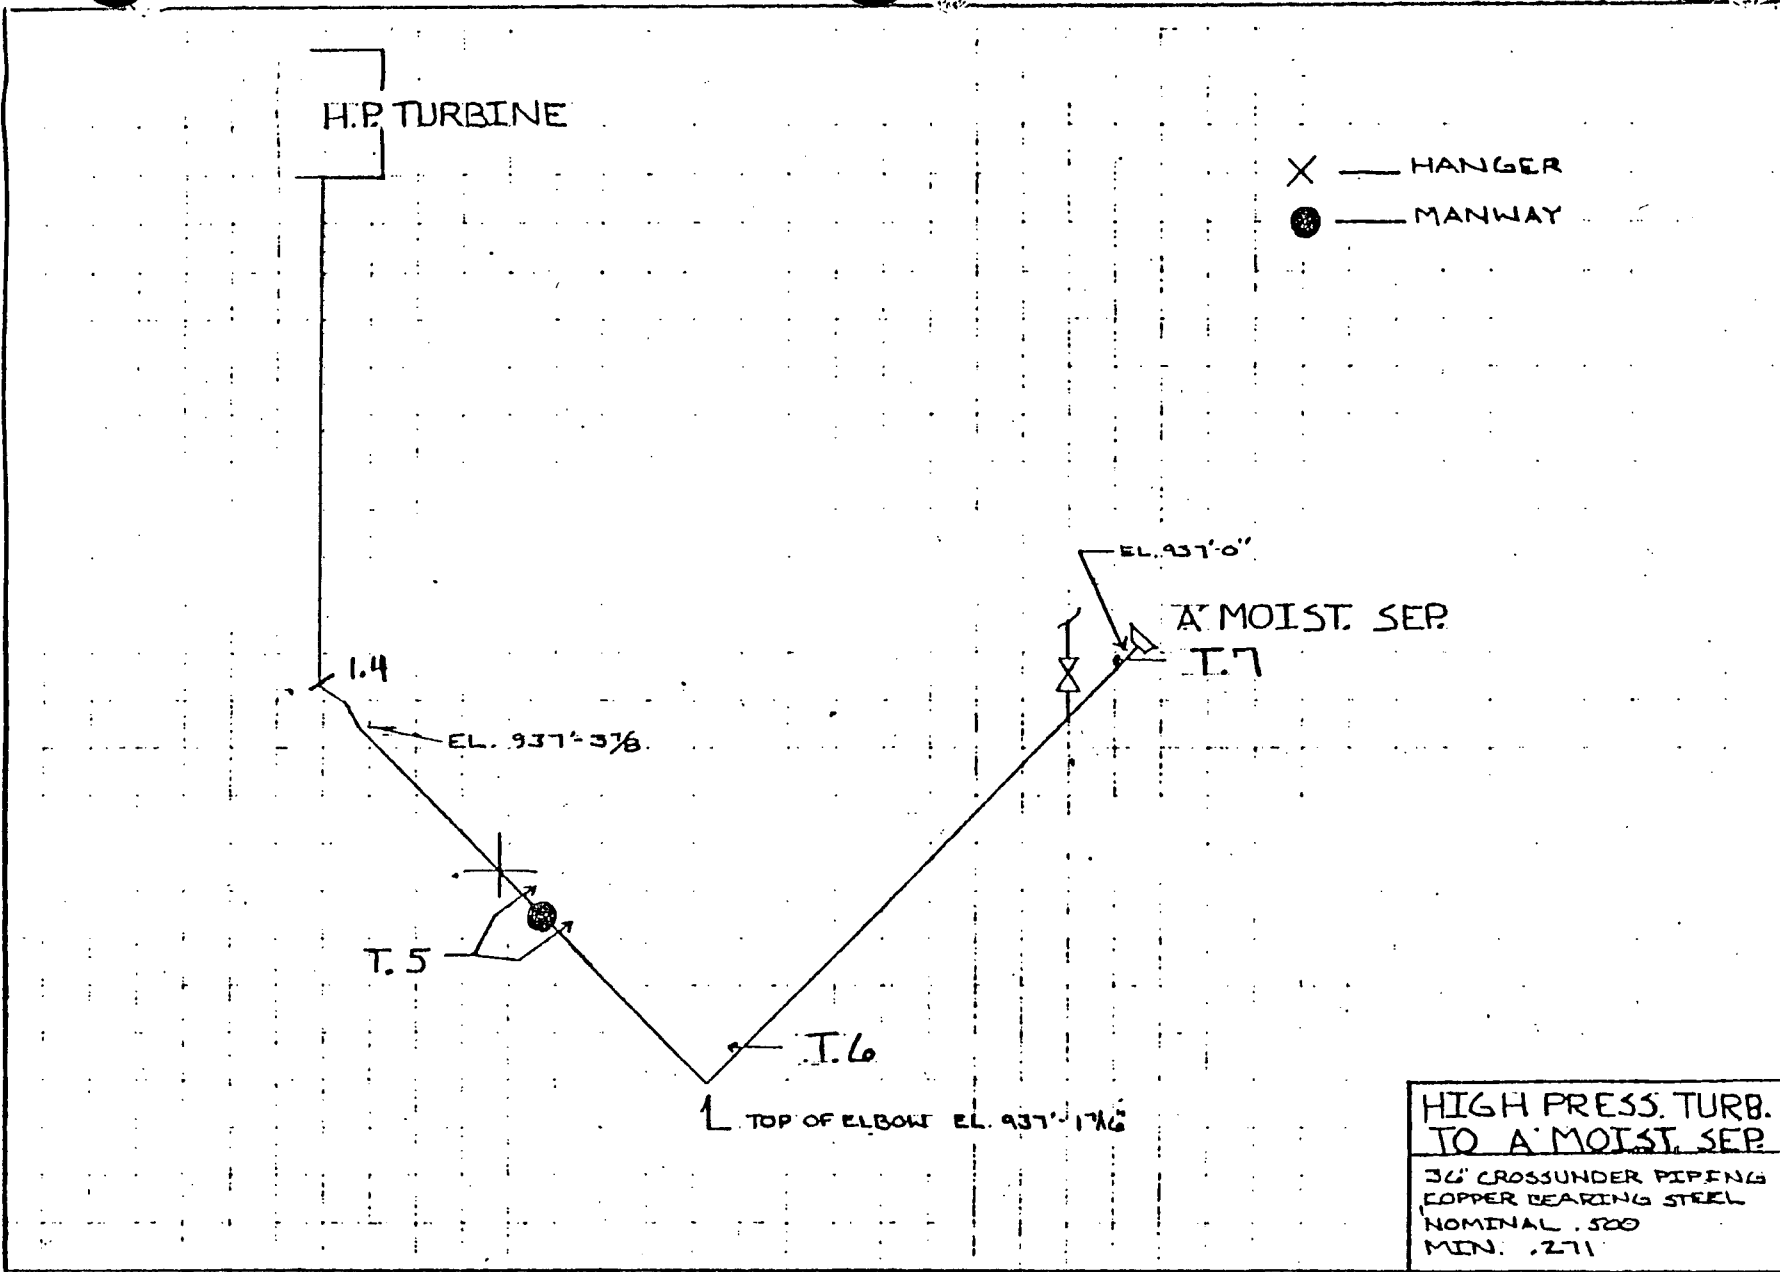 H.P. TURBINE
X — HANGER
● — MANWAY
EL. 937'-0"
A' MOIST. SEP.
T.7
1.4
EL. 937'-3⅞
T.5
T.6
TOP OF ELBOW EL. 937'-1 7/16"
HIGH PRESS. TURB.
TO A' MOIST. SEP.
36" CROSSUNDER PIPING
COPPER BEARING STEEL
NOMINAL .500
MIN. .271